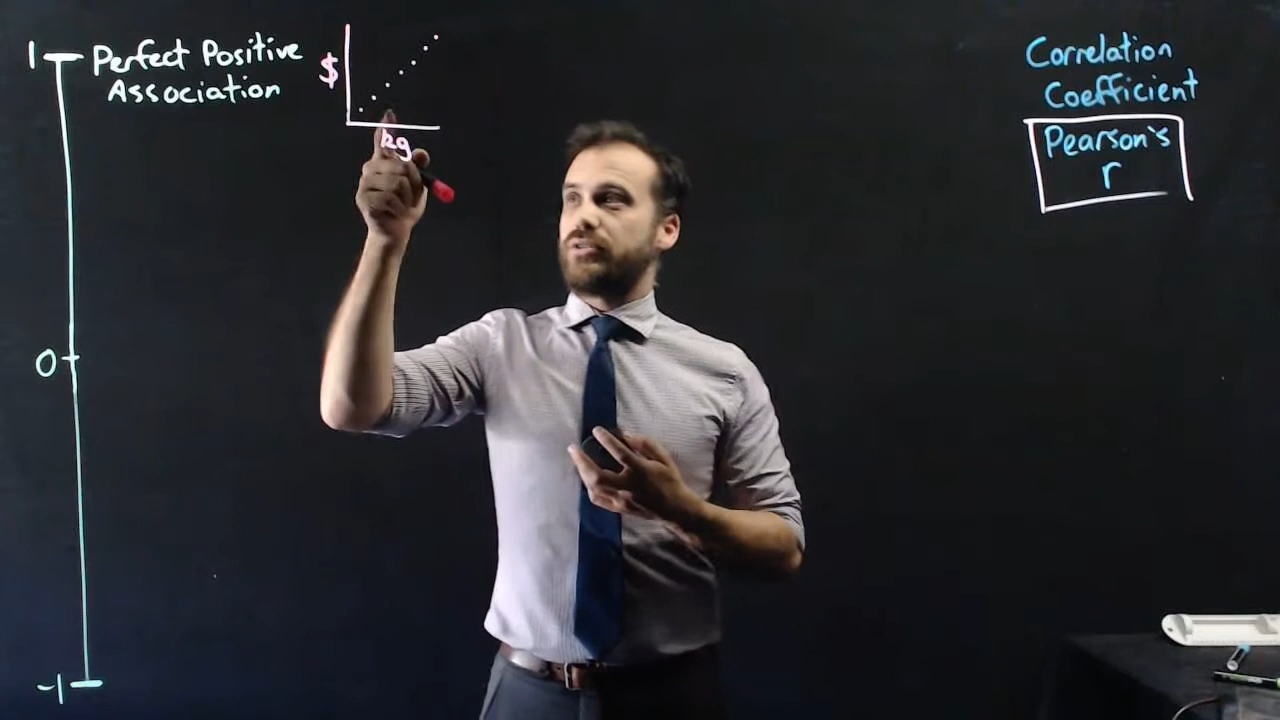 1
Perfect Positive
Association
$
kg
0
-1
Correlation
Coefficient
Pearson's
r